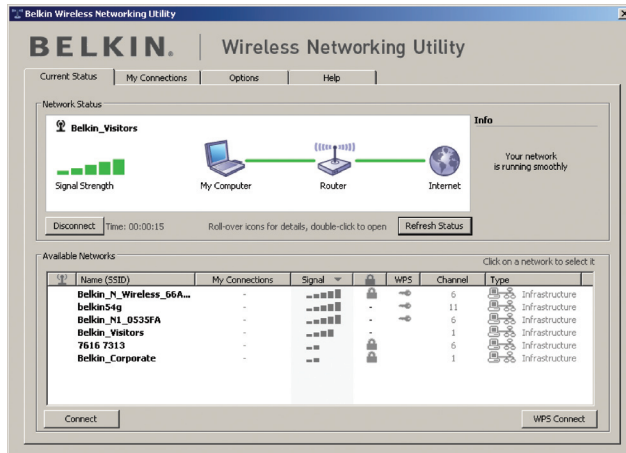 Belkin Wireless Networking Utility
BELKIN. Wireless Networking Utility
Current Status My Connections Options Help
Network Status
Belkin_Visitors
Info
Your network
is running smoothly
Signal Strength My Computer Router Internet
Disconnect Time: 00:00:15 Roll-over icons for details, double-click to open Refresh Status
Available Networks
Click on a network to select it
Name (SSID) My Connections Signal WPS Channel Type
Belkin_N_Wireless_66A... - 6 Infrastructure
belkin54g - - 11 Infrastructure
Belkin_N1_0535FA - - 6 Infrastructure
Belkin_Visitors - - 1 Infrastructure
7616 7313 - 6 Infrastructure
Belkin_Corporate - 1 Infrastructure
Connect WPS Connect